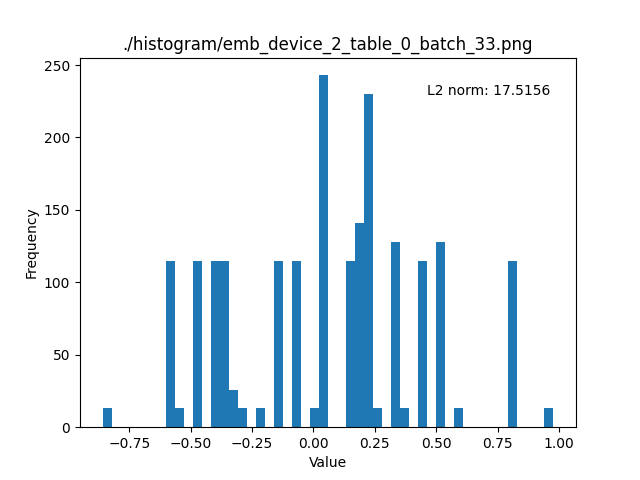 ./histogram/emb_device_2_table_0_batch_33.png
L2 norm: 17.5156
250
200
150
100
50
0
Frequency
−0.75 −0.50 −0.25 0.00 0.25 0.50 0.75 1.00
Value